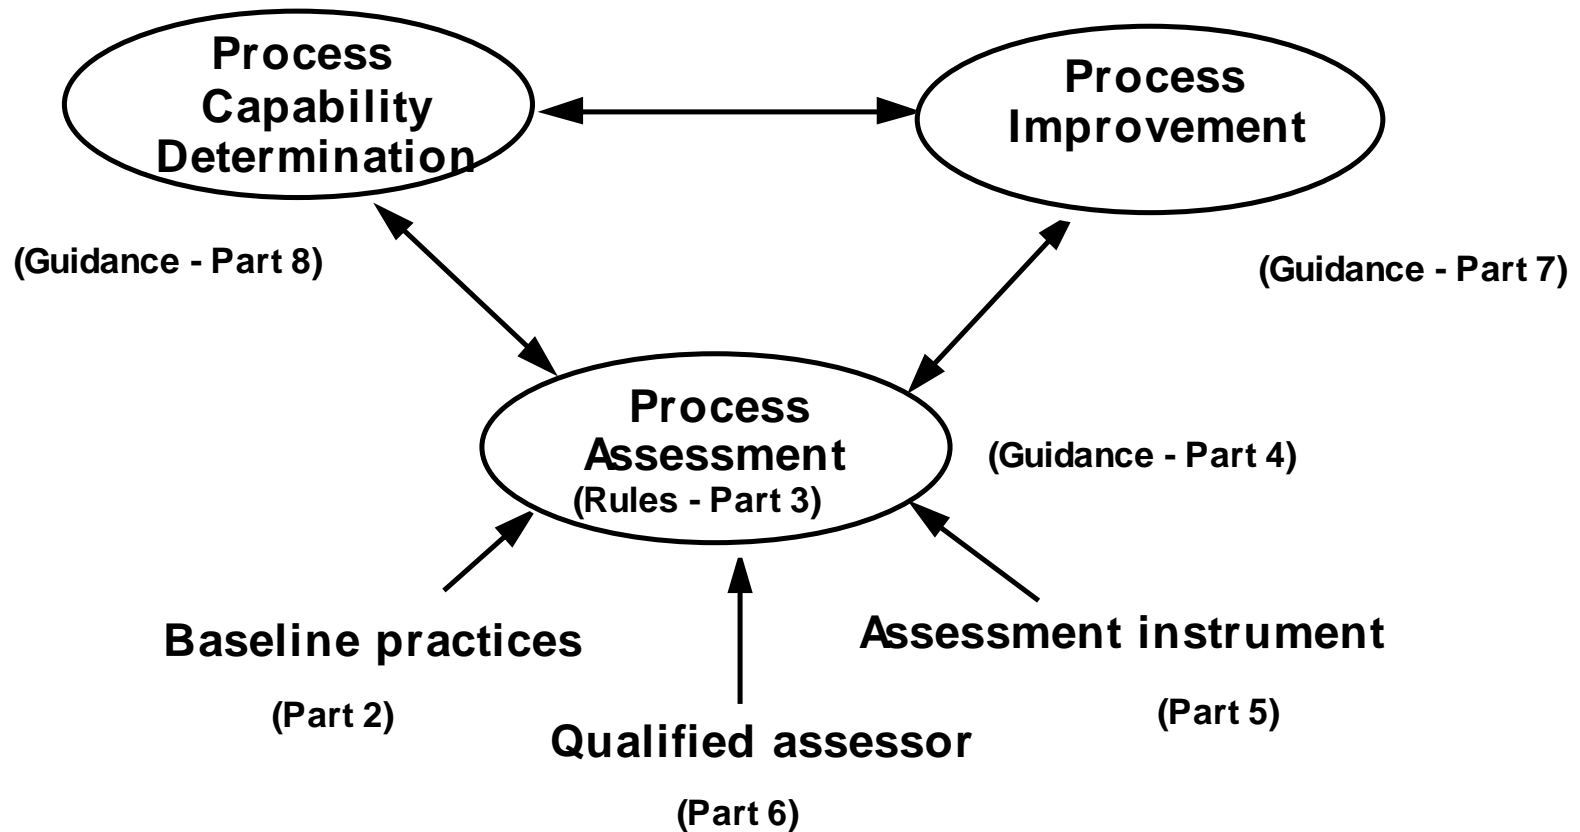 Process
Capability
Determination
Process
Improvement
(Guidance - Part 8)
(Guidance - Part 7)
Process
Assessment
(Rules - Part 3)
(Guidance - Part 4)
Baseline practices
(Part 2)
Assessment instrument
(Part 5)
Qualified assessor
(Part 6)